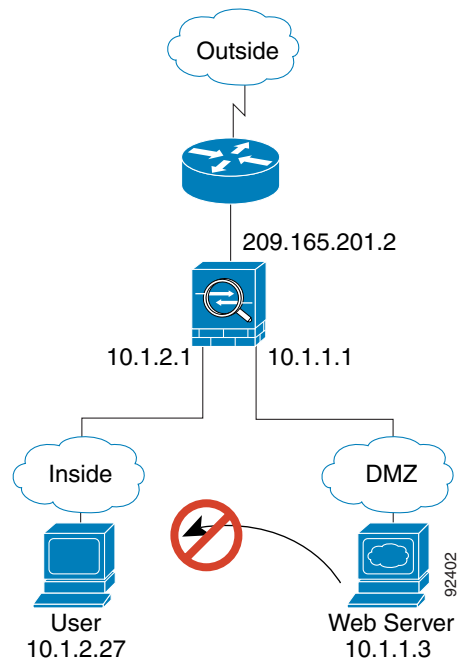 Outside
209.165.201.2
10.1.2.1
10.1.1.1
Inside
DMZ
User
10.1.2.27
Web Server
10.1.1.3
92402